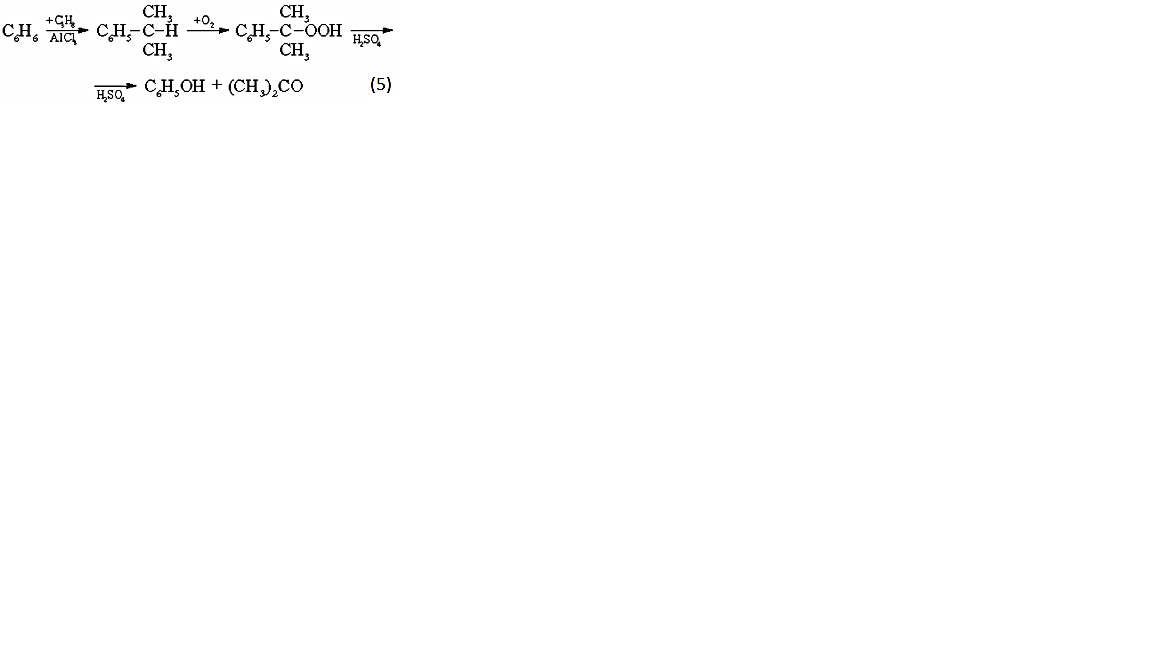 CH₃ CH₃
C₆H₆ +C₃H₆ AlCl₃ C₆H₅–C–H +O₂ C₆H₅–C–OOH H₂SO₄
CH₃ CH₃
H₂SO₄ C₆H₅OH + (CH₃)₂CO (5)